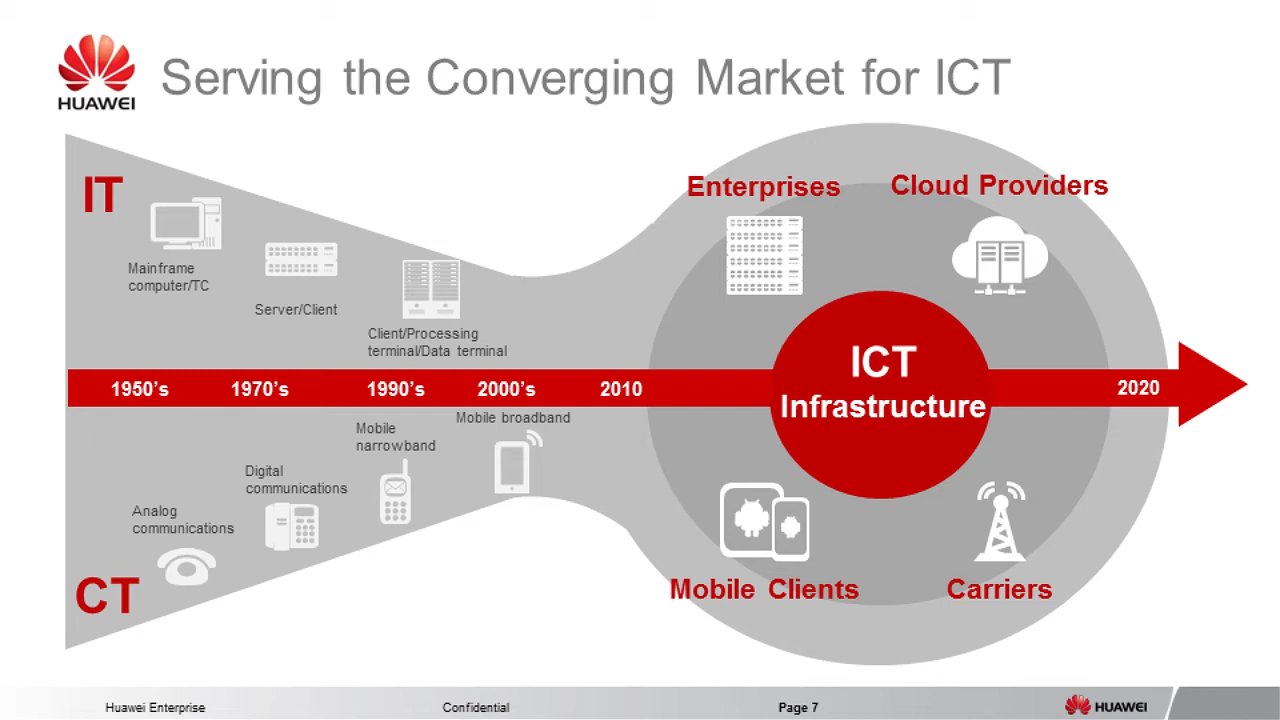 HUAWEI
Serving the Converging Market for ICT
IT
Mainframe
computer/TC
Server/Client
Client/Processing
terminal/Data terminal
Enterprises
Cloud Providers
1950's
1970's
1990's
2000's
2010
ICT
Infrastructure
2020
Mobile broadband
Mobile
narrowband
Digital
communications
Analog
communications
CT
Mobile Clients
Carriers
Huawei Enterprise
Confidential
Page 7
HUAWEI